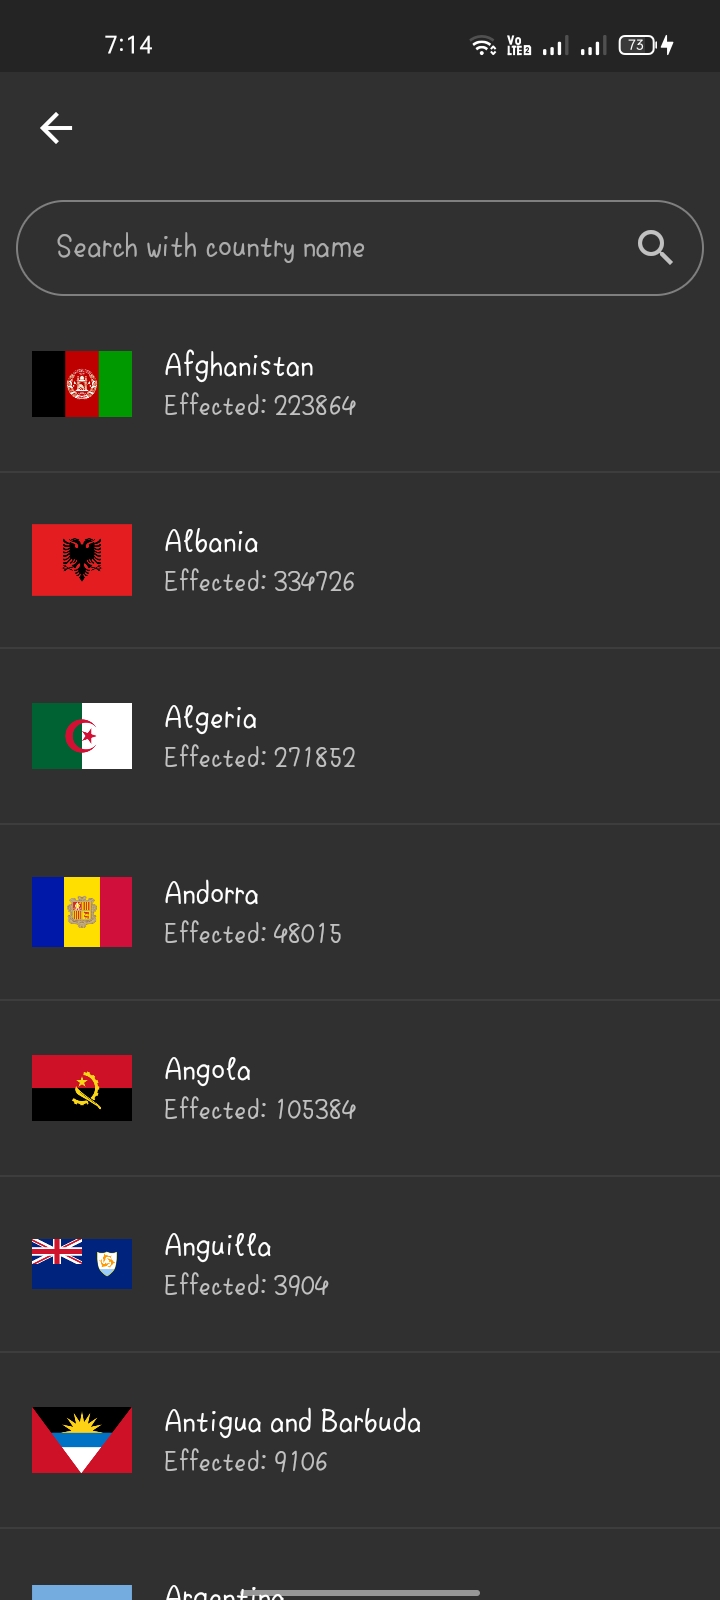 7:14
Vo
LTE2
73
Search with country name
Afghanistan
Effected: 223864
Albania
Effected: 334726
Algeria
Effected: 271852
Andorra
Effected: 48015
Angola
Effected: 105384
Anguilla
Effected: 3904
Antigua and Barbuda
Effected: 9106
Argentina